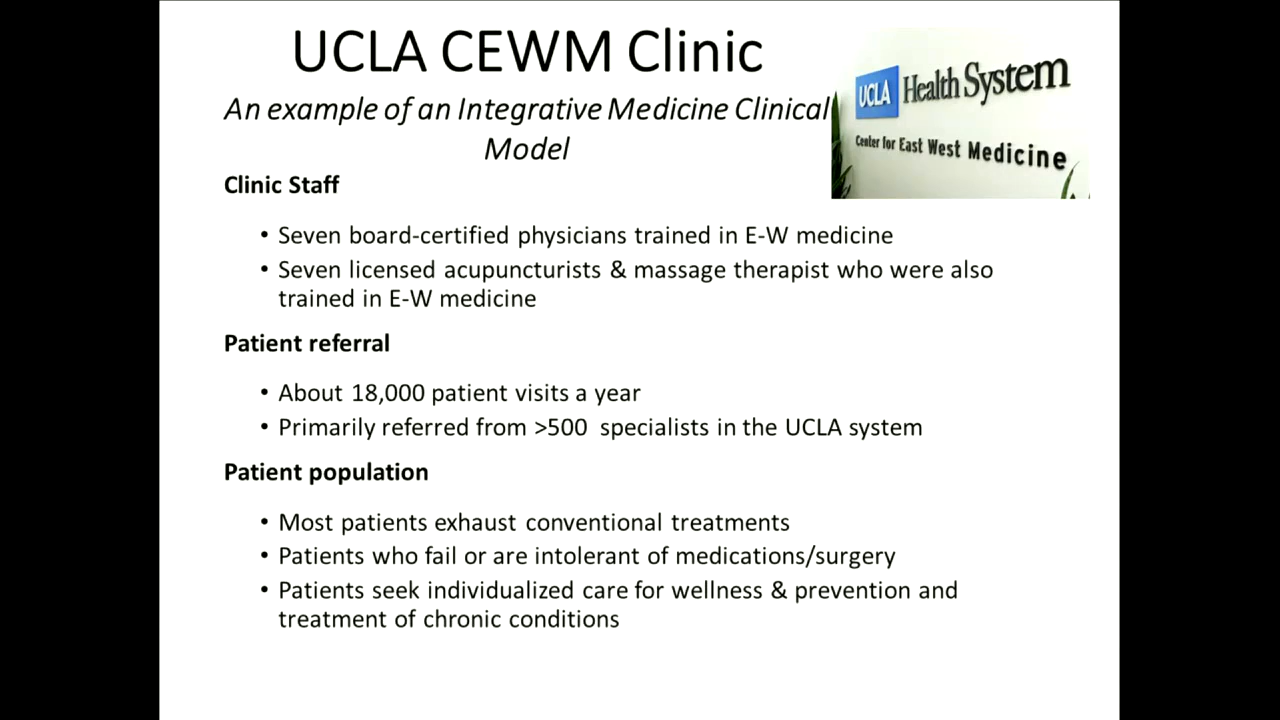 UCLA CEWM Clinic
An example of an Integrative Medicine Clinical
Model
UCLA Health System
Center for East West Medicine
Clinic Staff
• Seven board-certified physicians trained in E-W medicine
• Seven licensed acupuncturists & massage therapist who were also
trained in E-W medicine
Patient referral
• About 18,000 patient visits a year
• Primarily referred from >500 specialists in the UCLA system
Patient population
• Most patients exhaust conventional treatments
• Patients who fail or are intolerant of medications/surgery
• Patients seek individualized care for wellness & prevention and
treatment of chronic conditions